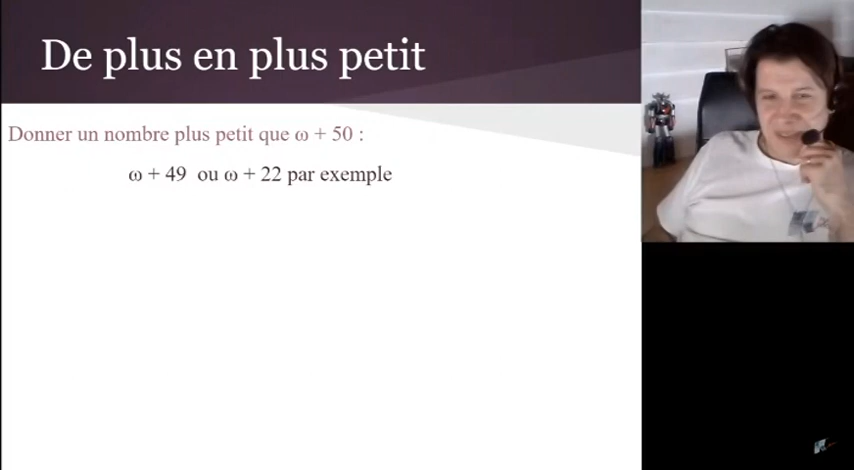 De plus en plus petit
Donner un nombre plus petit que ω + 50 :
ω + 49 ou ω + 22 par exemple